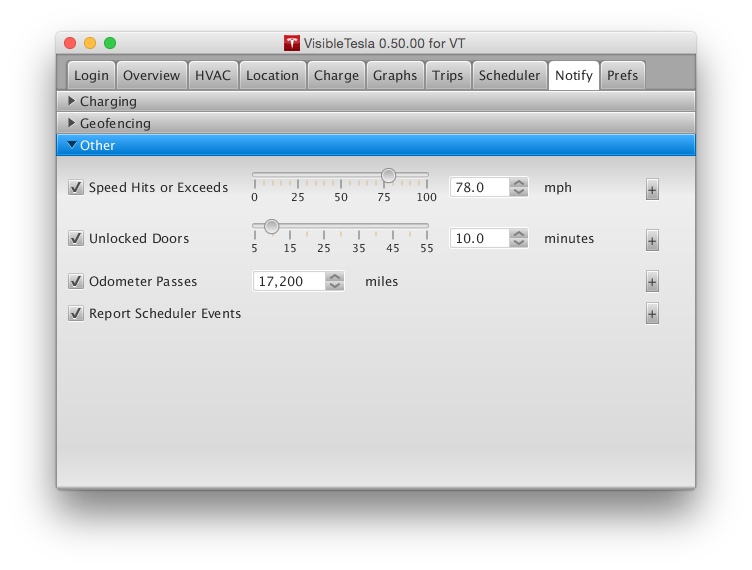 VisibleTesla 0.50.00 for VT
Login Overview HVAC Location Charge Graphs Trips Scheduler Notify Prefs
Charging
Geofencing
Other
Speed Hits or Exceeds 78.0 mph +
0 25 50 75 100
Unlocked Doors 10.0 minutes +
5 15 25 35 45 55
Odometer Passes 17,200 miles +
Report Scheduler Events +